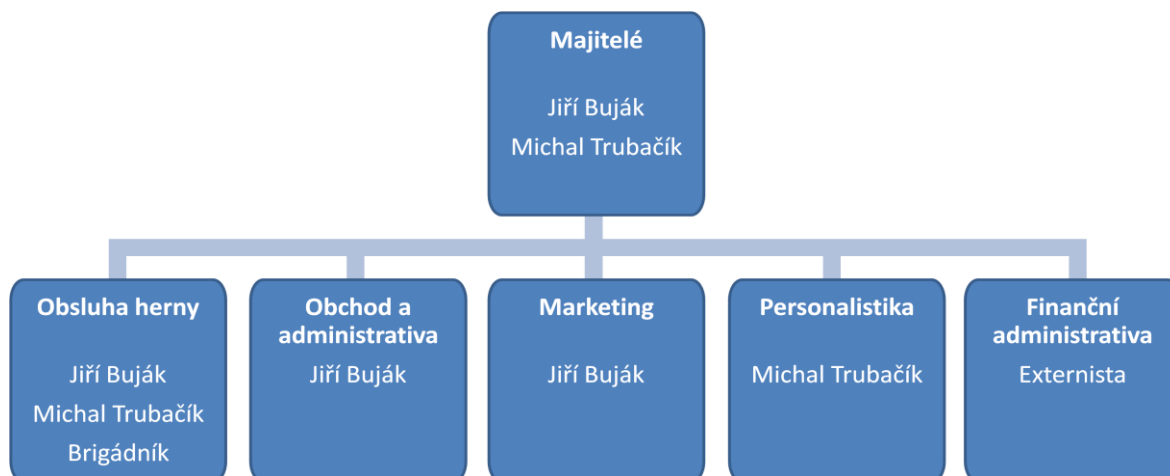 Majitelé
Jiří Buják
Michal Trubačík
Obsluha herny
Jiří Buják
Michal Trubačík
Brigádník
Obchod a
administrativa
Jiří Buják
Marketing
Jiří Buják
Personalistika
Michal Trubačík
Finanční
administrativa
Externista